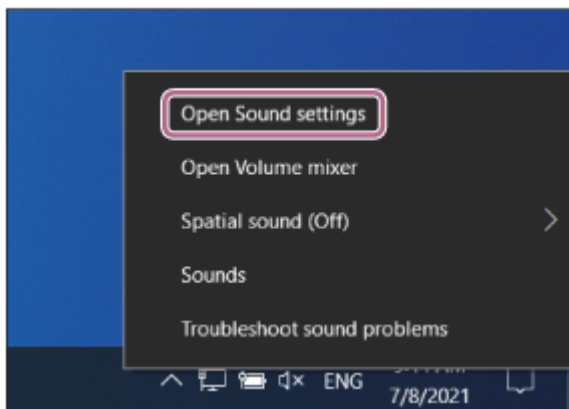 Open Sound settings
Open Volume mixer
Spatial sound (Off)
Sounds
Troubleshoot sound problems
ENG
7/8/2021